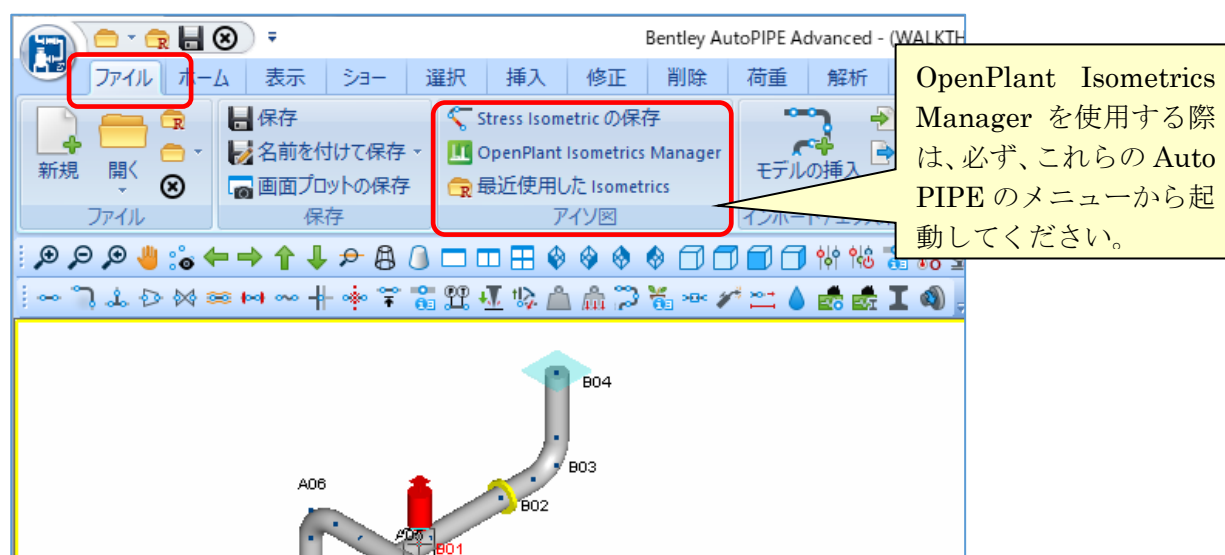 Bentley AutoPIPE Advanced - (WALKTH
ファイル ホーム 表示 ショー 選択 挿入 修正 削除 荷重 解析
新規
開く
ファイル
保存
名前を付けて保存
画面プロットの保存
保存
Stress Isometric の保存
OpenPlant Isometrics Manager
最近使用した Isometrics
アイソ図
モデルの挿入
OpenPlant Isometrics
Manager を使用する際
は、必ず、これらの Auto
PIPE のメニューから起
動してください。
B04
B03
A06
B02
B01